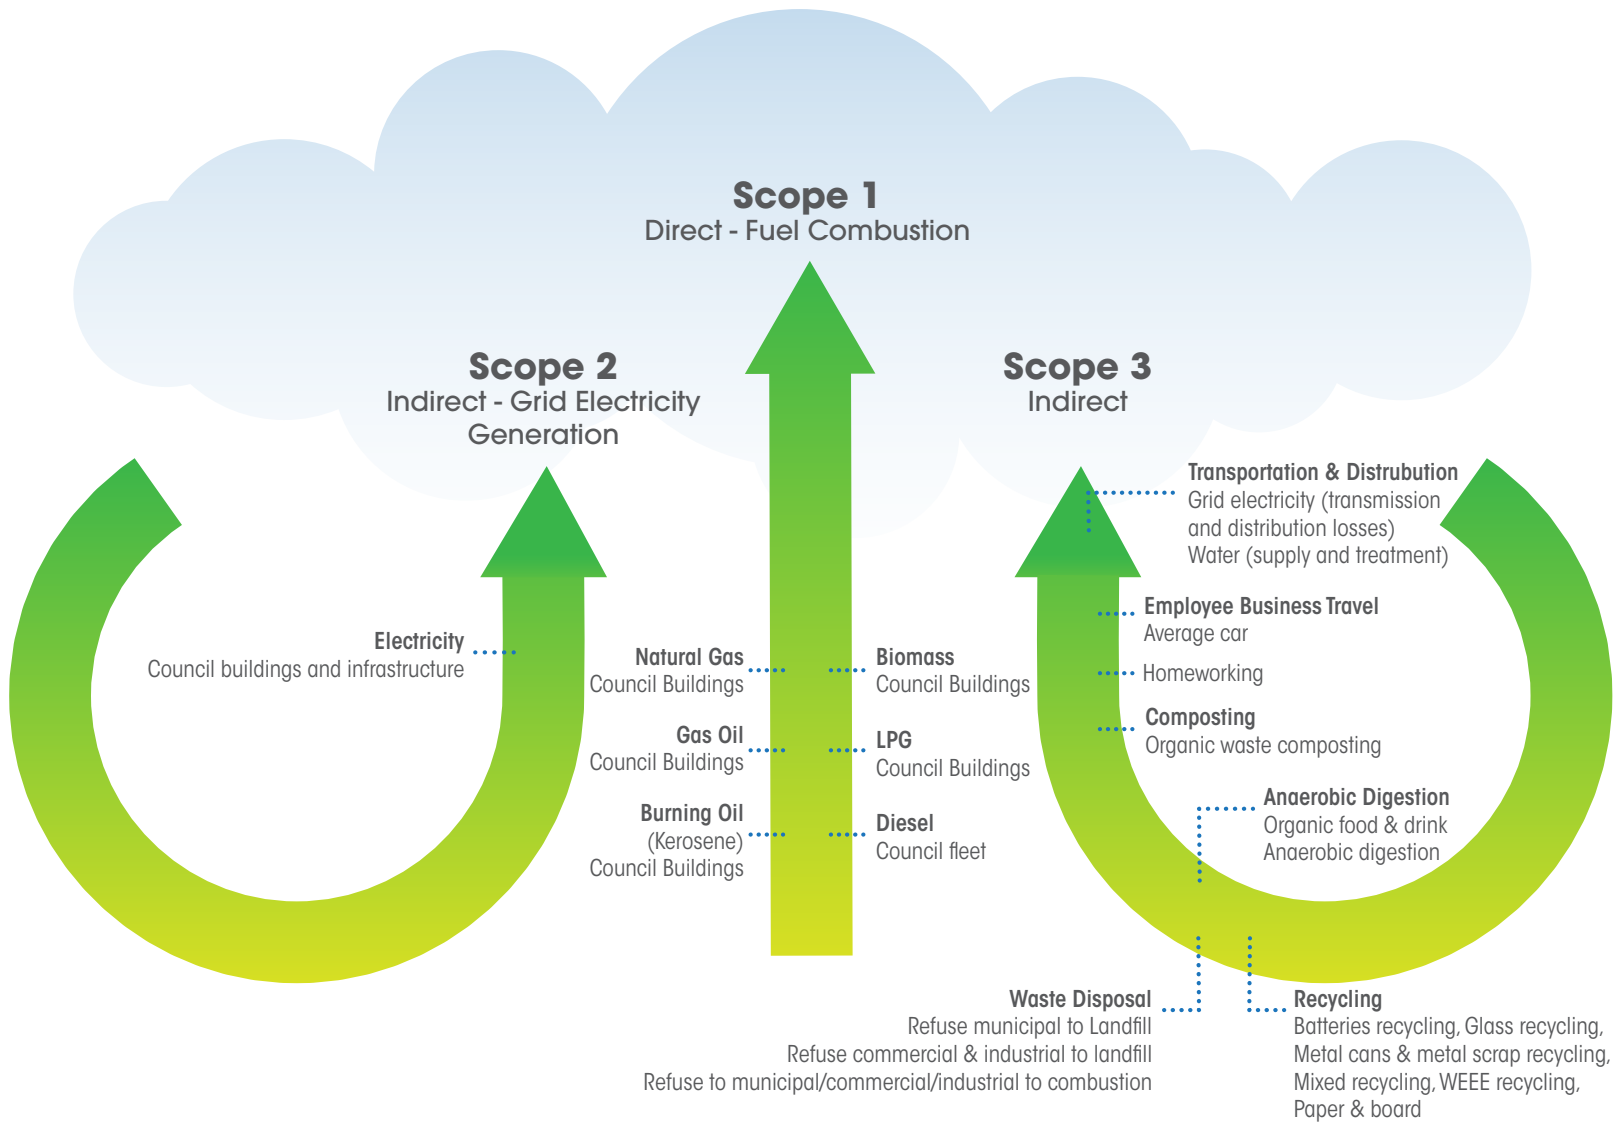 Scope 1
Direct - Fuel Combustion
Scope 2
Indirect - Grid Electricity
Generation
Electricity
Council buildings and infrastructure
Natural Gas
Council Buildings
Gas Oil
Council Buildings
Burning Oil
(Kerosene)
Council Buildings
Biomass
Council Buildings
LPG
Council Buildings
Diesel
Council fleet
Scope 3
Indirect
Transportation & Distrubution
Grid electricity (transmission
and distribution losses)
Water (supply and treatment)
Employee Business Travel
Average car
Homeworking
Composting
Organic waste composting
Anaerobic Digestion
Organic food & drink
Anaerobic digestion
Waste Disposal
Refuse municipal to Landfill
Refuse commercial & industrial to landfill
Refuse to municipal/commercial/industrial to combustion
Recycling
Batteries recycling, Glass recycling,
Metal cans & metal scrap recycling,
Mixed recycling, WEEE recycling,
Paper & board